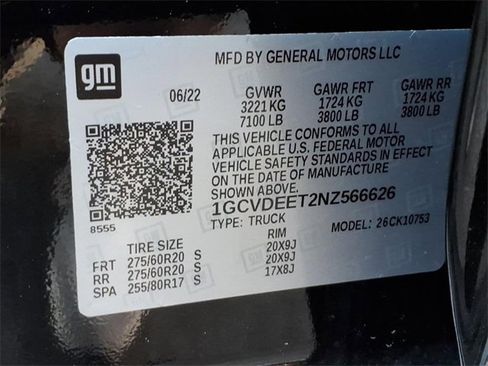 gm
MFD BY GENERAL MOTORS LLC
06/22 GVWR GAWR FRT GAWR RR
3221 KG 1724 KG 1724 KG
7100 LB 3800 LB 3800 LB
THIS VEHICLE CONFORMS TO ALL
APPLICABLE U.S. FEDERAL MOTOR
VEHICLE SAFETY STANDARDS IN EFFECT
ON THE DATE OF MANUFACTURE
SHOWN ABOVE.
1GCVDEET2NZ566626
8555
TYPE: TRUCK MODEL: 26CK10753
TIRE SIZE RIM
FRT 275/60R20 S 20X9J
RR 275/60R20 S 20X9J
SPA 255/80R17 S 17X8J